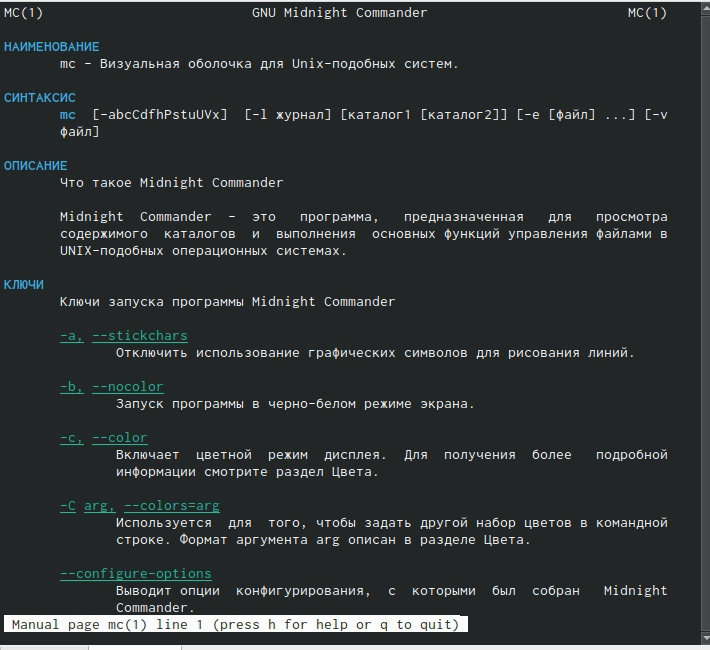 MC(1) GNU Midnight Commander MC(1)
НАИМЕНОВАНИЕ
mc - Визуальная оболочка для Unix-подобных систем.
СИНТАКСИС
mc [-abcCdfhPstuUVx] [-l журнал] [каталог1 [каталог2]] [-e [файл] ...] [-v
файл]
ОПИСАНИЕ
Что такое Midnight Commander
Midnight Commander - это программа, предназначенная для просмотра
содержимого каталогов и выполнения основных функций управления файлами в
UNIX-подобных операционных системах.
КЛЮЧИ
Ключи запуска программы Midnight Commander
-a, --stickchars
Отключить использование графических символов для рисования линий.
-b, --nocolor
Запуск программы в черно-белом режиме экрана.
-c, --color
Включает цветной режим дисплея. Для получения более подробной
информации смотрите раздел Цвета.
-C arg, --colors=arg
Используется для того, чтобы задать другой набор цветов в командной
строке. Формат аргумента arg описан в разделе Цвета.
--configure-options
Выводит опции конфигурирования, с которыми был собран Midnight
Commander.
Manual page mc(1) line 1 (press h for help or q to quit)